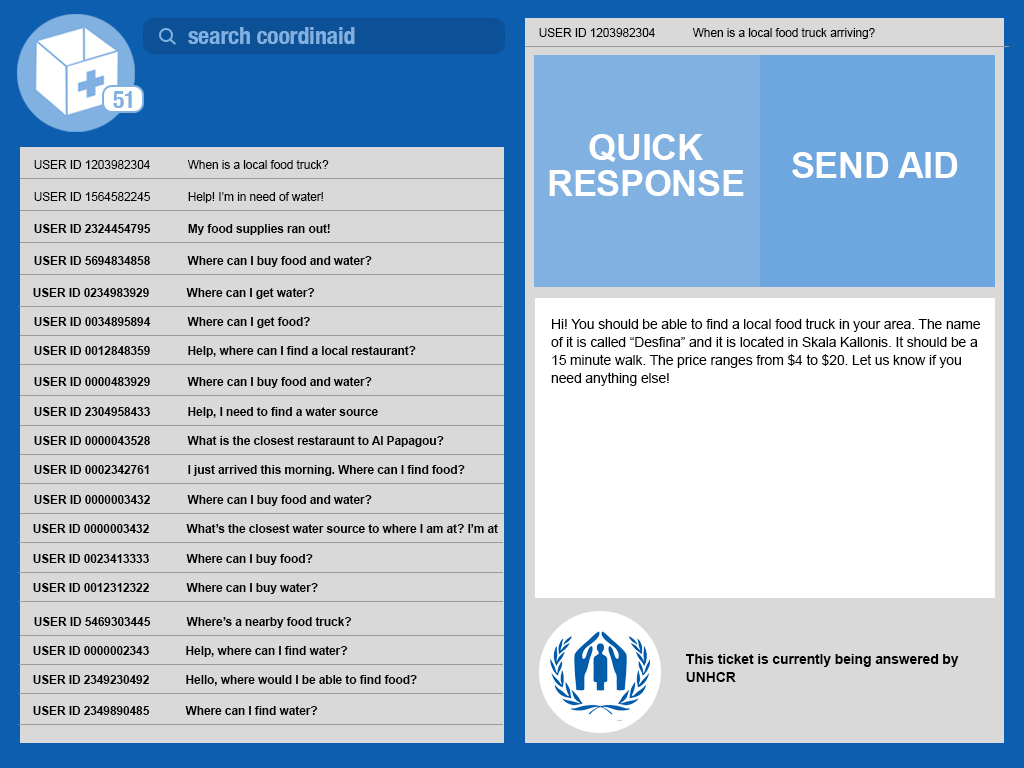 search coordinaid
51
USER ID 1203982304 When is a local food truck?
USER ID 1564582245 Help! I'm in need of water!
USER ID 2324454795 My food supplies ran out!
USER ID 5694834858 Where can I buy food and water?
USER ID 0234983929 Where can I get water?
USER ID 0034895894 Where can I get food?
USER ID 0012848359 Help, where can I find a local restaurant?
USER ID 0000483929 Where can I buy food and water?
USER ID 2304958433 Help, I need to find a water source
USER ID 0000043528 What is the closest restaraunt to Al Papagou?
USER ID 0002342761 I just arrived this morning. Where can I find food?
USER ID 0000003432 Where can I buy food and water?
USER ID 0000003432 What's the closest water source to where I am at? I'm at
USER ID 0023413333 Where can I buy food?
USER ID 0012312322 Where can I buy water?
USER ID 5469303445 Where's a nearby food truck?
USER ID 0000002343 Help, where can I find water?
USER ID 2349230492 Hello, where would I be able to find food?
USER ID 2349890485 Where can I find water?
USER ID 1203982304 When is a local food truck arriving?
QUICK
RESPONSE
SEND AID
Hi! You should be able to find a local food truck in your area. The name
of it is called “Desfina” and it is located in Skala Kallonis. It should be a
15 minute walk. The price ranges from $4 to $20. Let us know if you
need anything else!
This ticket is currently being answered by
UNHCR